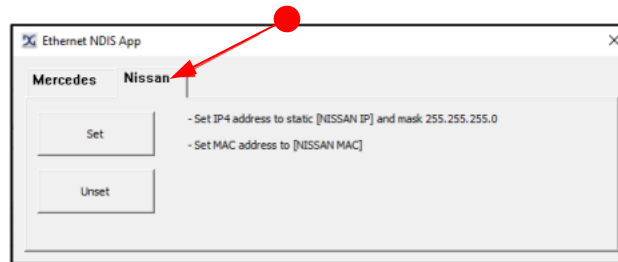 Ethernet NDIS App
Mercedes Nissan
Set
- Set IP4 address to static [NISSAN IP] and mask 255.255.255.0
- Set MAC address to [NISSAN MAC]
Unset